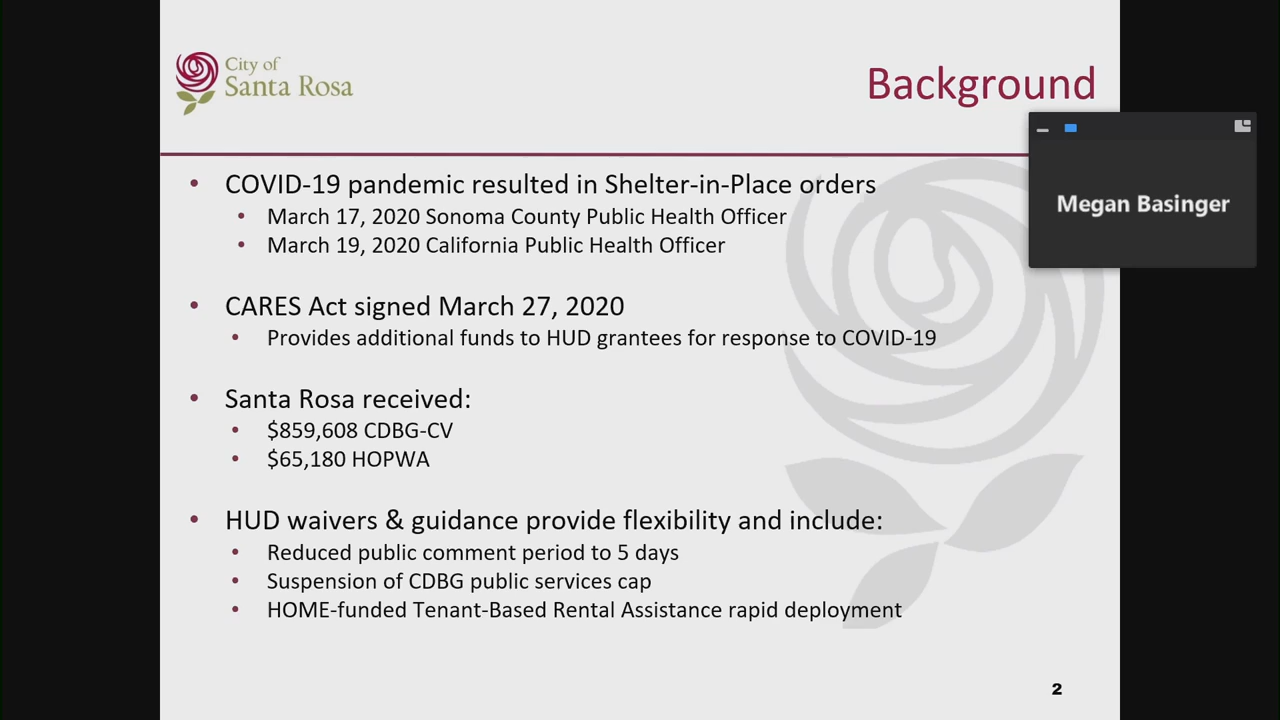 City of
Santa Rosa
Background
Megan Basinger
• COVID-19 pandemic resulted in Shelter-in-Place orders
• March 17, 2020 Sonoma County Public Health Officer
• March 19, 2020 California Public Health Officer
• CARES Act signed March 27, 2020
• Provides additional funds to HUD grantees for response to COVID-19
• Santa Rosa received:
• $859,608 CDBG-CV
• $65,180 HOPWA
• HUD waivers & guidance provide flexibility and include:
• Reduced public comment period to 5 days
• Suspension of CDBG public services cap
• HOME-funded Tenant-Based Rental Assistance rapid deployment
2